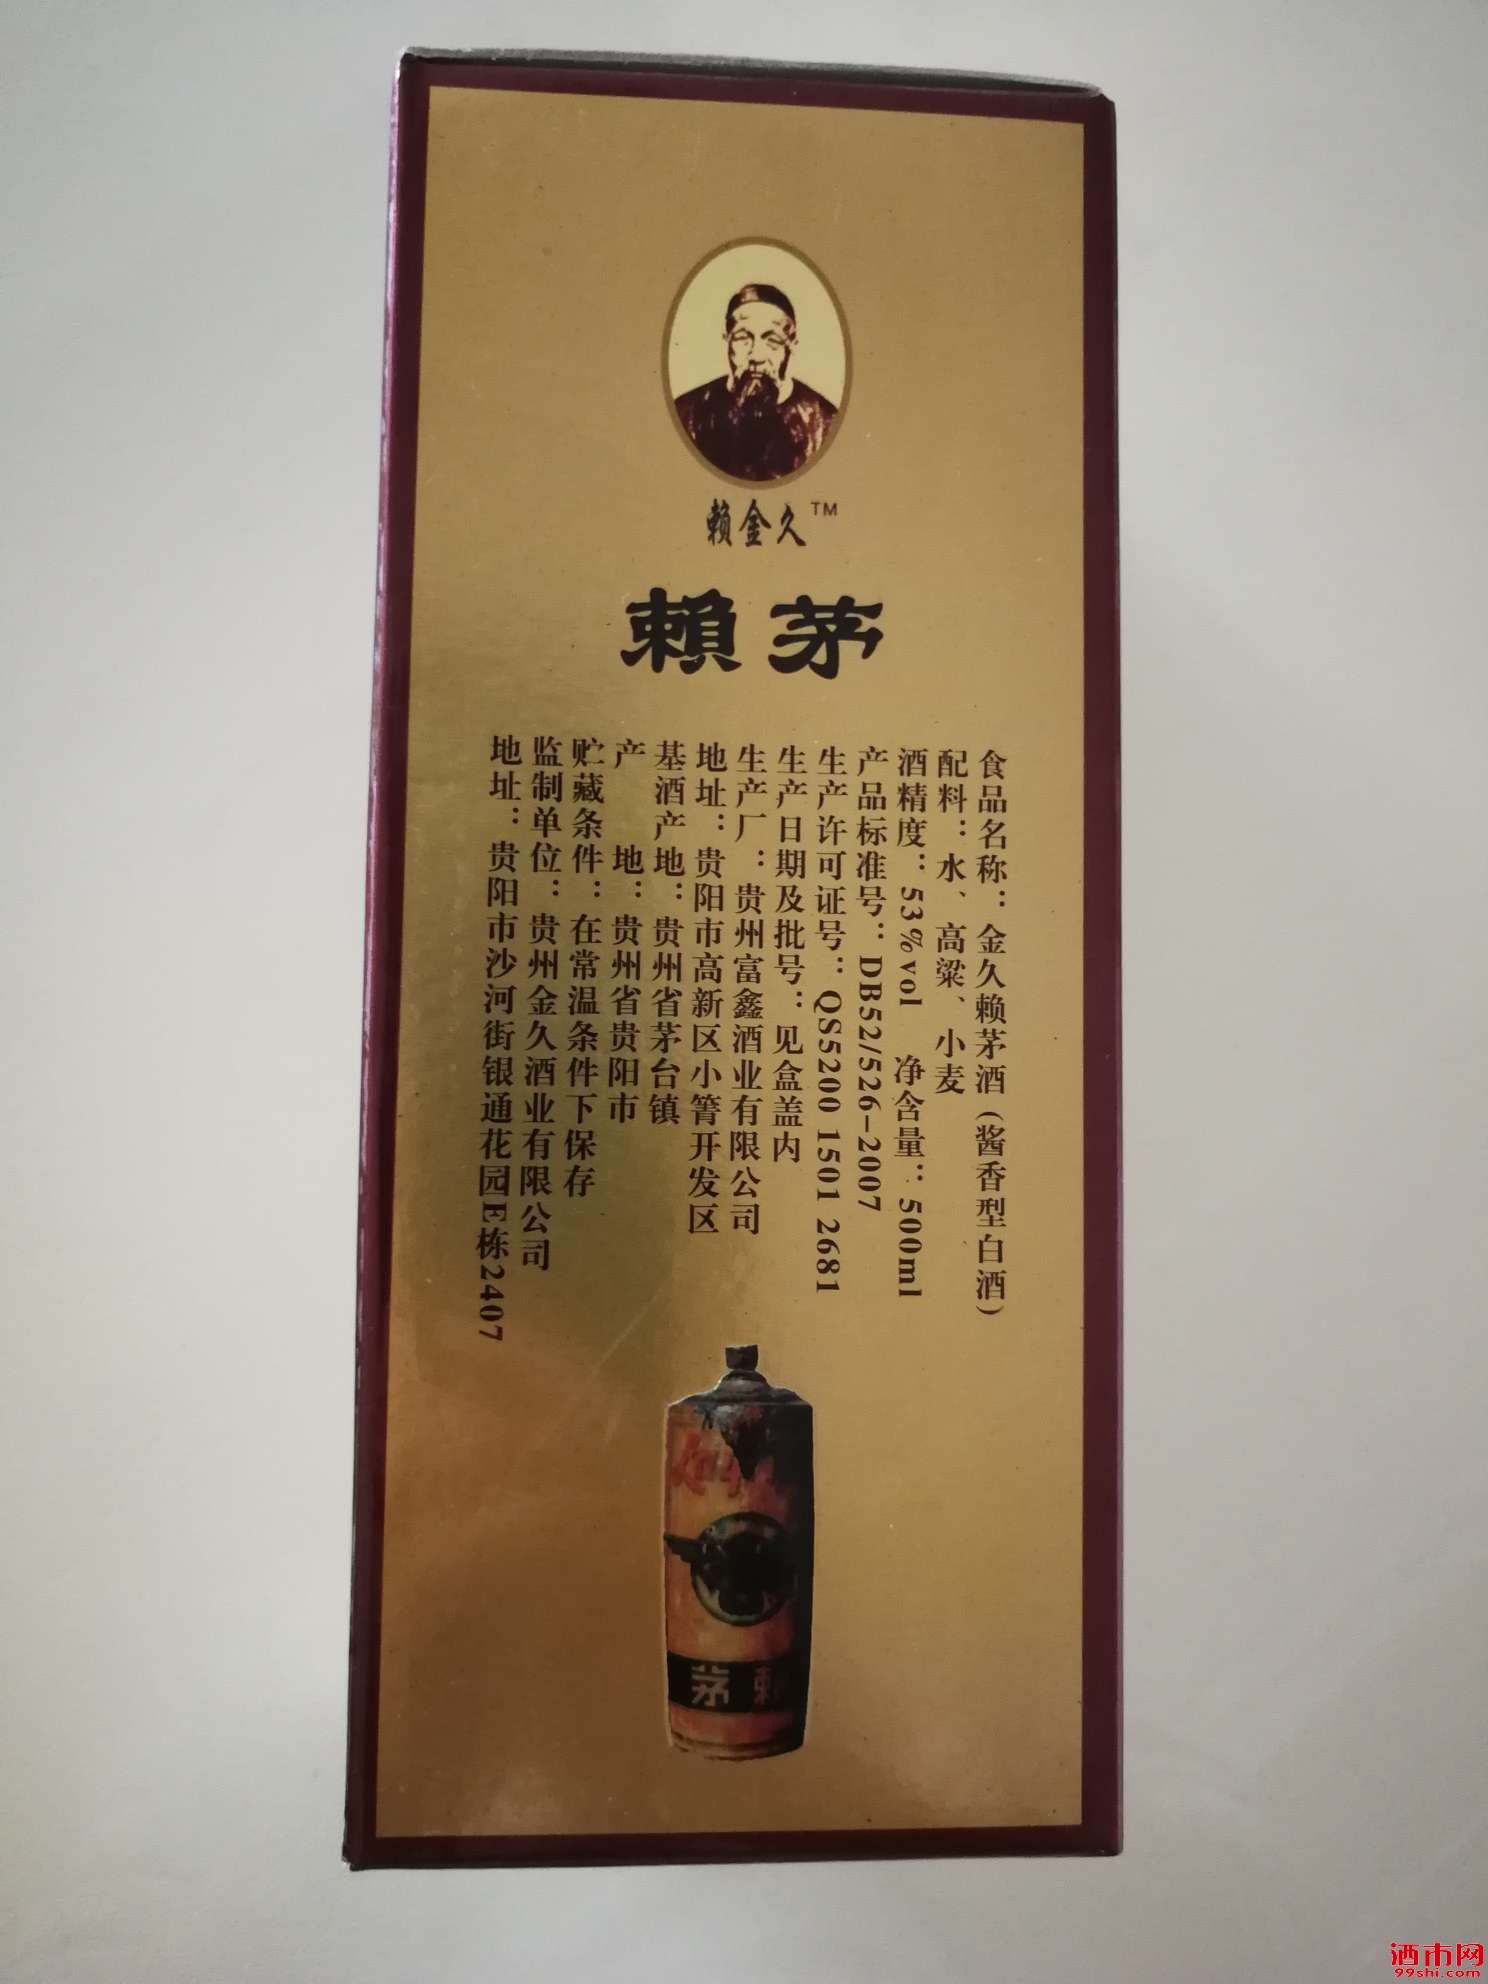 赖金久™
賴茅
食品名称：金久赖茅酒(酱香型白酒)
配料：水、高粱、小麦
酒精度：53%vol 净含量：500ml
产品标准号：DB52/526-2007
生产许可证号：QS5200 1501 2681
生产日期及批号：见盒盖内
生产厂：贵州富鑫酒业有限公司
地址：贵阳市高新区小箐开发区
基酒产地：贵州省茅台镇
产 地：贵州省贵阳市
贮藏条件：在常温条件下保存
监制单位：贵州金久酒业有限公司
地址：贵阳市沙河街银通花园E栋2407
茅賴
酒市网
99shi.com